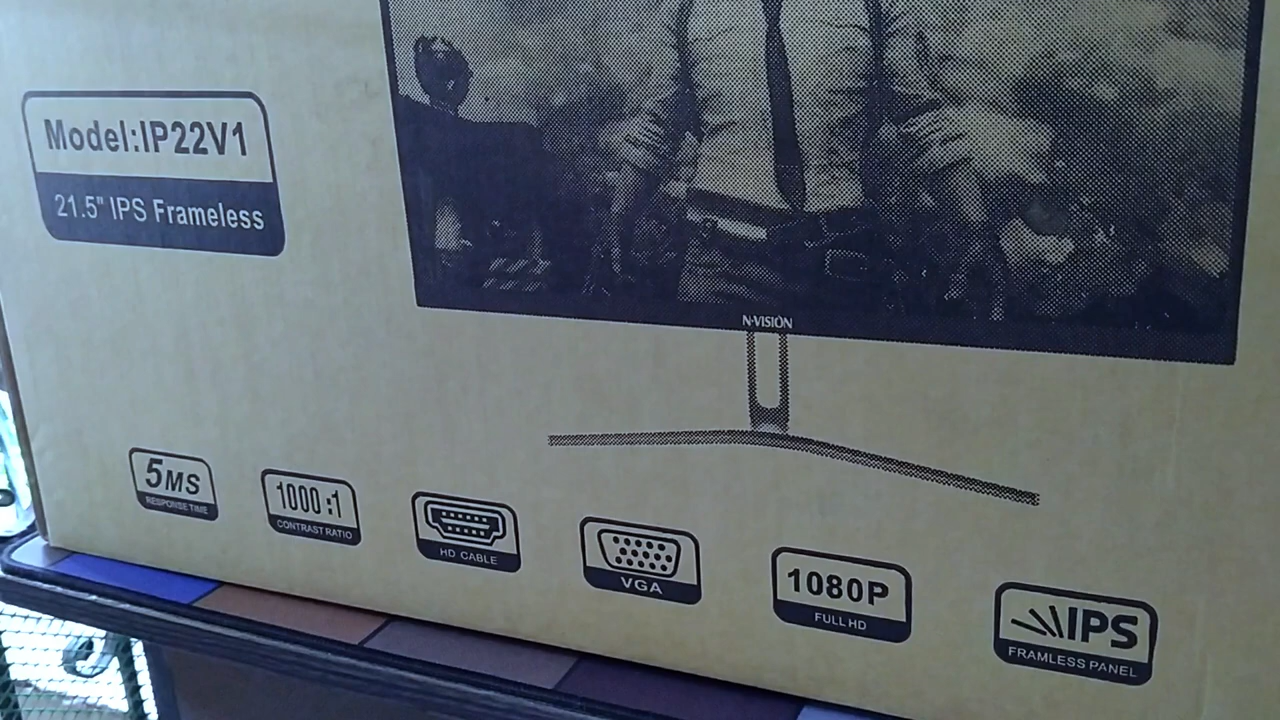 Model:IP22V1
21.5" IPS Frameless
N-VISION
5MS
RESPONSE TIME
1000:1
CONTRAST RATIO
HD CABLE
VGA
1080P
FULL HD
IPS
FRAMLESS PANEL